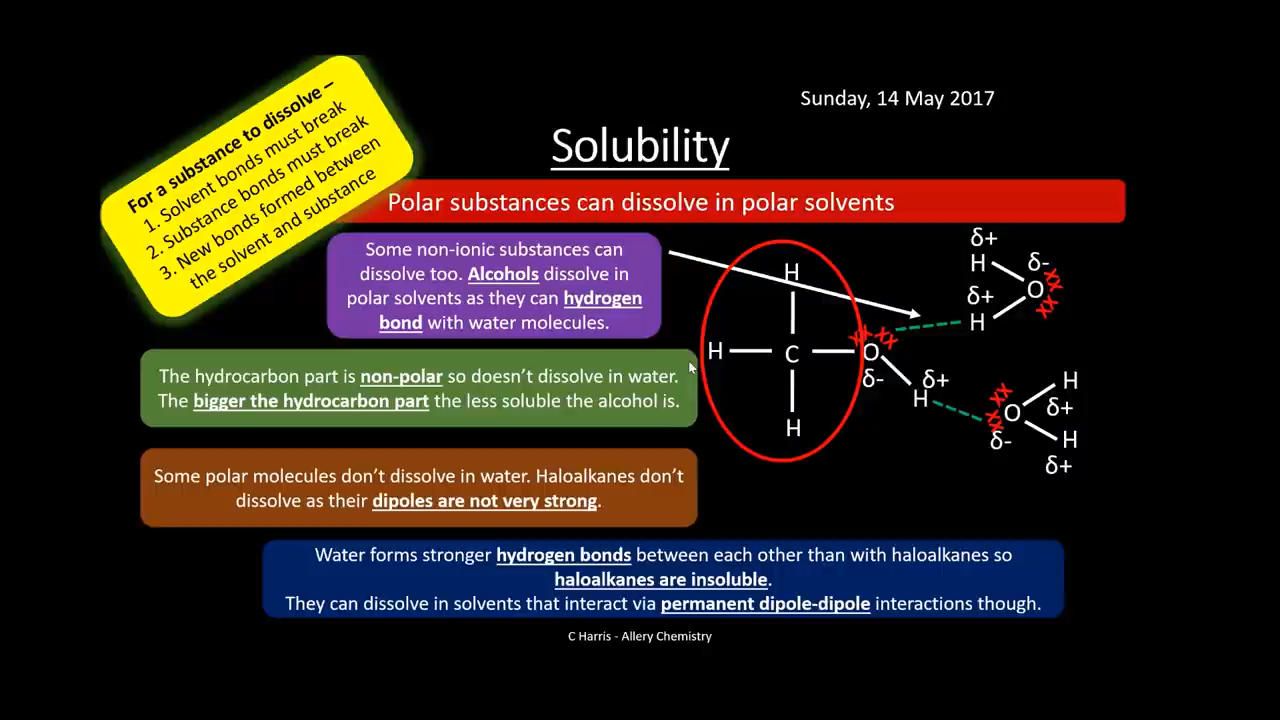 For a substance to dissolve –
1. Solvent bonds must break
2. Substance bonds must break
3. New bonds formed between
the solvent and substance
Sunday, 14 May 2017
Solubility
Polar substances can dissolve in polar solvents
Some non-ionic substances can
dissolve too. Alcohols dissolve in
polar solvents as they can hydrogen
bond with water molecules.
The hydrocarbon part is non-polar so doesn't dissolve in water.
The bigger the hydrocarbon part the less soluble the alcohol is.
Some polar molecules don't dissolve in water. Haloalkanes don't
dissolve as their dipoles are not very strong.
δ+
H
δ-
xx
O
xx
δ+
H
H
xx xx
H
C
O
δ-
δ+
H
H
xx
H
O
δ+
xx
δ-
H
δ+
Water forms stronger hydrogen bonds between each other than with haloalkanes so
haloalkanes are insoluble.
They can dissolve in solvents that interact via permanent dipole-dipole interactions though.
C Harris - Allery Chemistry